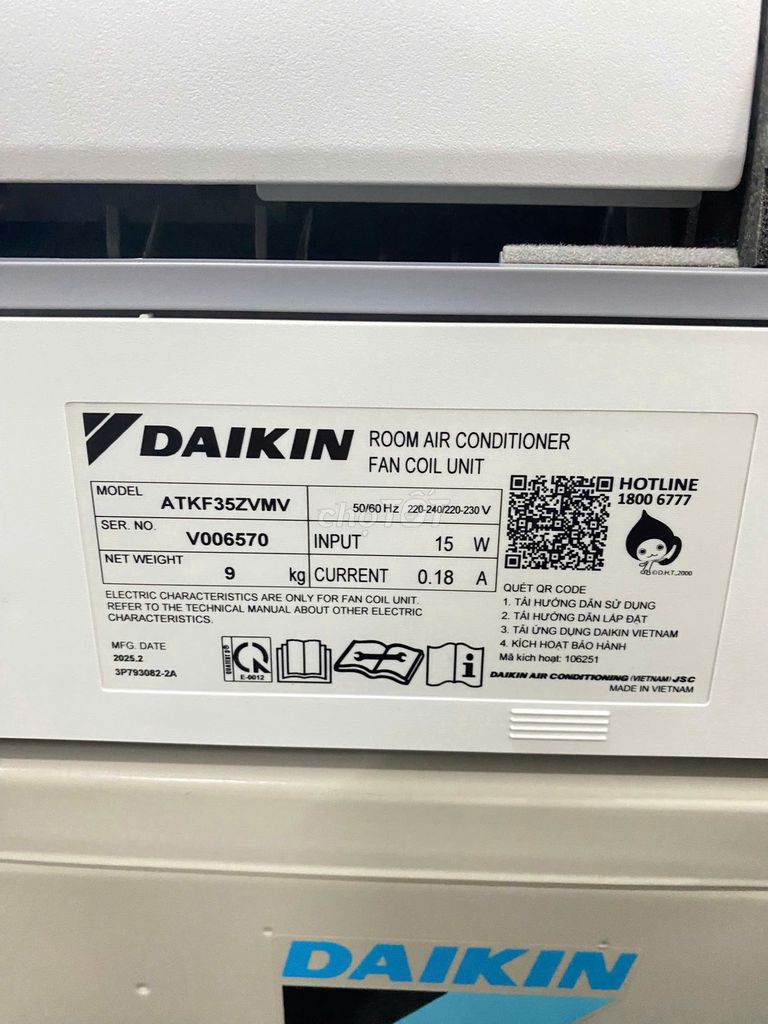 DAIKIN
ROOM AIR CONDITIONER
FAN COIL UNIT
MODEL ATKF35ZVMV
50/60 Hz 220-240/220-230 V
SER. NO. V006570
INPUT 15 W
NET WEIGHT 9 kg
CURRENT 0.18 A
ELECTRIC CHARACTERISTICS ARE ONLY FOR FAN COIL UNIT.
REFER TO THE TECHNICAL MANUAL ABOUT OTHER ELECTRIC
CHARACTERISTICS.
MFG. DATE
2025.2
3P793082-2A
E-0012
HOTLINE
1800 6777
©D.H.T._2000
QUÉT QR CODE
1. TẢI HƯỚNG DẪN SỬ DỤNG
2. TẢI HƯỚNG DẪN LẮP ĐẶT
3. TẢI ỨNG DỤNG DAIKIN VIETNAM
4. KÍCH HOẠT BẢO HÀNH
Mã kích hoạt: 106251
DAIKIN AIR CONDITIONING (VIETNAM) JSC
MADE IN VIETNAM
chợTỐT
DAIKIN